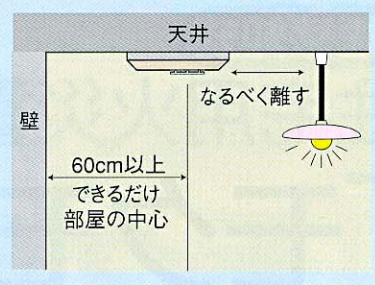 天井
なるべく離す
壁
60cm以上
できるだけ
部屋の中心